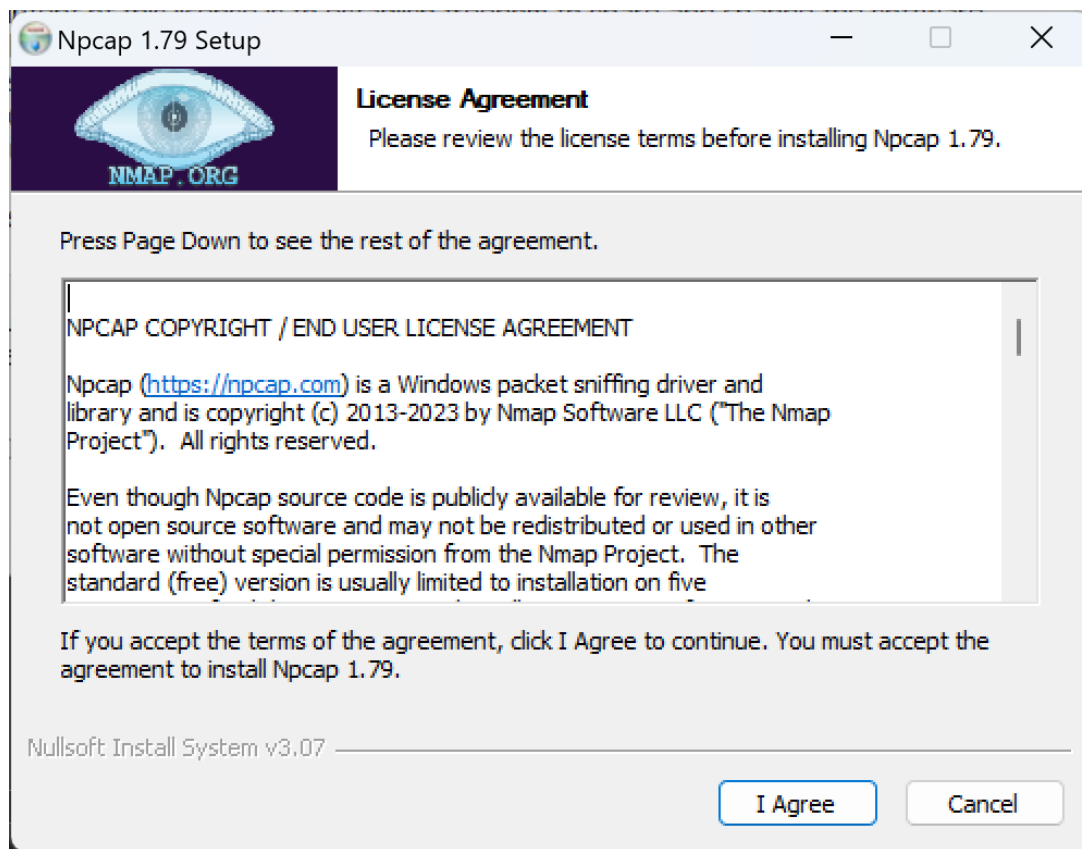 Npcap 1.79 Setup
NMAP.ORG
License Agreement
Please review the license terms before installing Npcap 1.79.
Press Page Down to see the rest of the agreement.
NPCAP COPYRIGHT / END USER LICENSE AGREEMENT
Npcap (https://npcap.com) is a Windows packet sniffing driver and
library and is copyright (c) 2013-2023 by Nmap Software LLC ("The Nmap
Project").  All rights reserved.
Even though Npcap source code is publicly available for review, it is
not open source software and may not be redistributed or used in other
software without special permission from the Nmap Project.  The
standard (free) version is usually limited to installation on five
If you accept the terms of the agreement, click I Agree to continue. You must accept the
agreement to install Npcap 1.79.
Nullsoft Install System v3.07
I Agree
Cancel